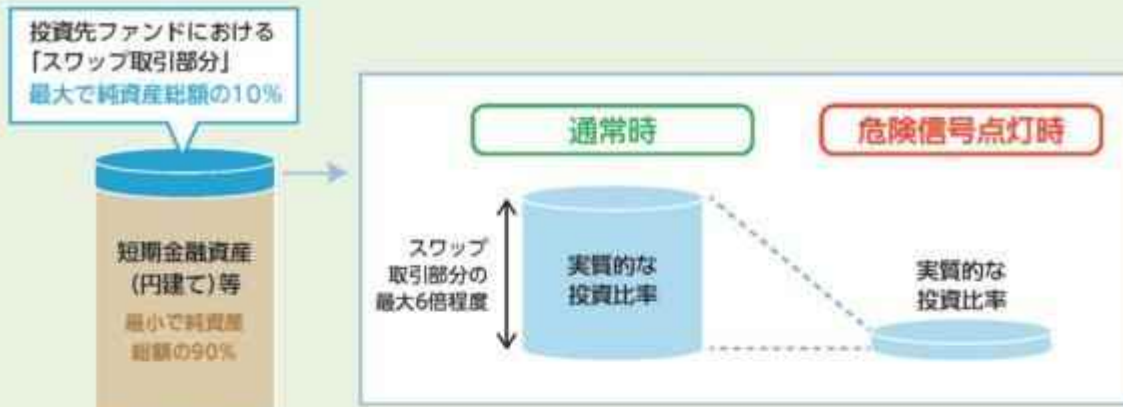 投資先ファンドにおける
「スワップ取引部分」
最大で純資産総額の10%
短期金融資産
(円建て)等
最小で純資産
総額の90%
通常時
危険信号点灯時
スワップ
取引部分の
最大6倍程度
実質的な
投資比率
実質的な
投資比率